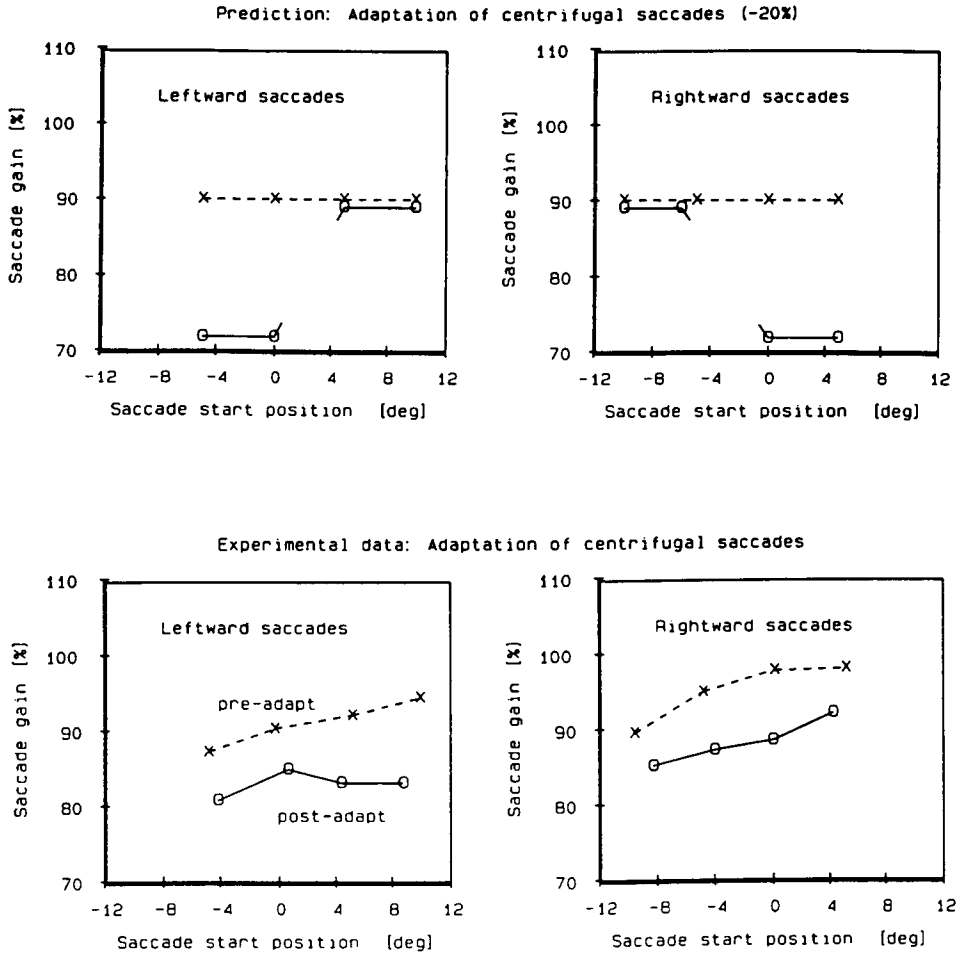 Prediction: Adaptation of centrifugal saccades (-20%)
Leftward saccades
Saccade gain [%]
110
100
90
80
70
-12 -8 -4 0 4 8 12
Saccade start position [deg]
Rightward saccades
Saccade gain [%]
110
100
90
80
70
-12 -8 -4 0 4 8 12
Saccade start position [deg]
Experimental data: Adaptation of centrifugal saccades
Leftward saccades
pre-adapt
post-adapt
Saccade gain [%]
110
100
90
80
70
-12 -8 -4 0 4 8 12
Saccade start position [deg]
Rightward saccades
Saccade gain [%]
110
100
90
80
70
-12 -8 -4 0 4 8 12
Saccade start position [deg]